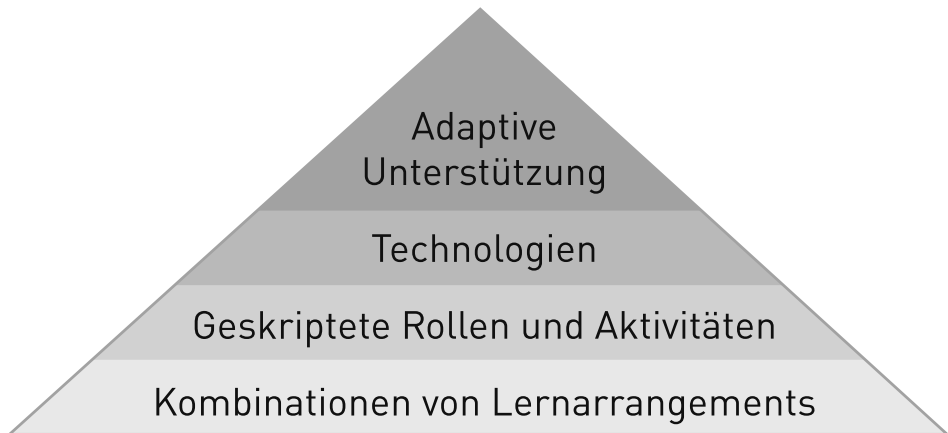 Adaptive
Unterstützung
Technologien
Geskriptete Rollen und Aktivitäten
Kombinationen von Lernarrangements